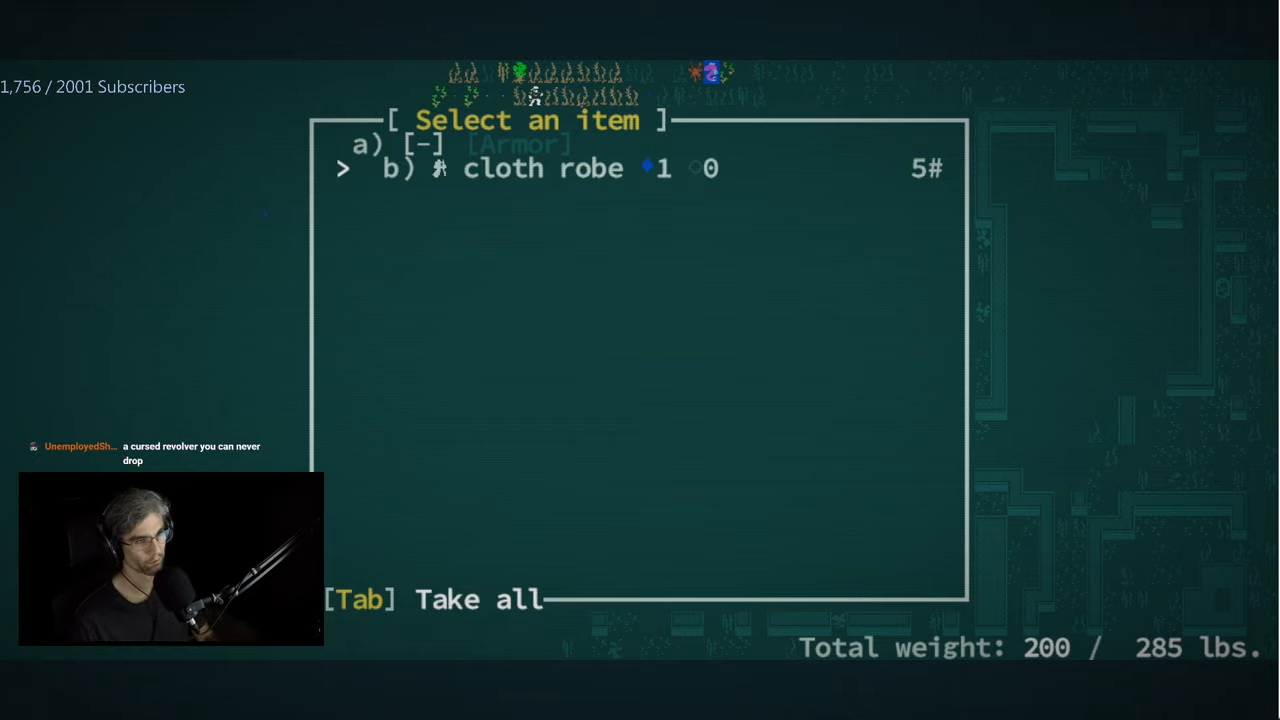 1,756 / 2001 Subscribers
[ Select an item ]
a) [-] [Armor]
> b) cloth robe ♦1 ○0 5#
UnemployedSh... a cursed revolver you can never
drop
[Tab] Take all
Total weight: 200 / 285 lbs.